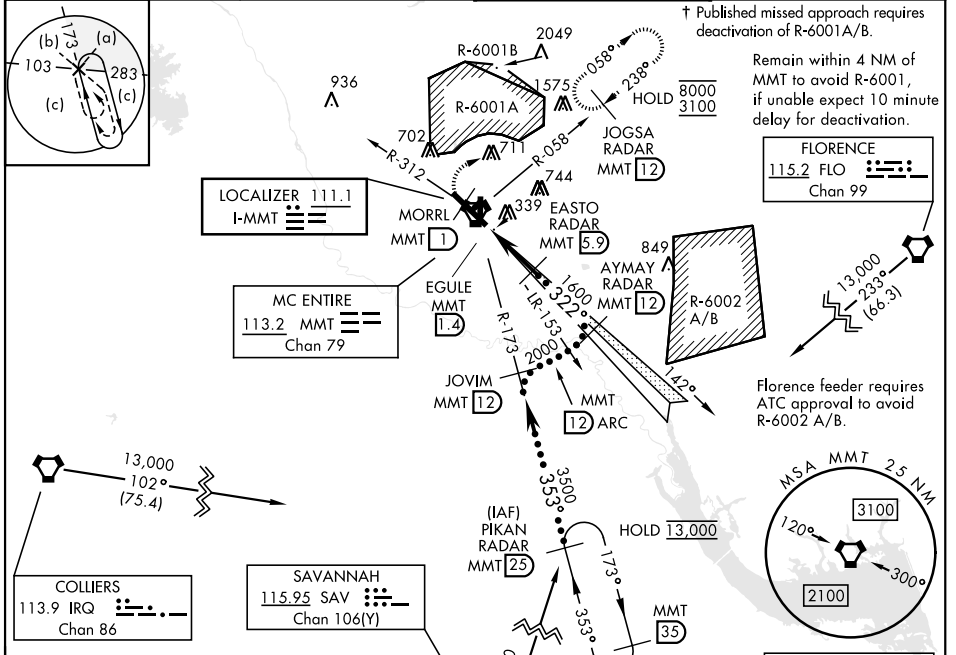 † Published missed approach requires
deactivation of R-6001A/B.
Remain within 4 NM of
MMT to avoid R-6001,
if unable expect 10 minute
delay for deactivation.
(b)
173
(a)
103
283
(c)
(c)
936
R-6001B
2049
R-6001A
1575
058°
238°
HOLD 8000
3100
JOGSA
RADAR
MMT 12
702
711
R-058
R-312
744
339
FLORENCE
115.2 FLO
Chan 99
LOCALIZER 111.1
I-MMT
MORRL
MMT 1
EASTO
RADAR
MMT 5.9
849
AYMAY
RADAR
MMT 12
R-6002
A/B
13,000
233°
(66.3)
MC ENTIRE
113.2 MMT
Chan 79
EGULE
MMT
1.4
1600
322°
LR-153
R-173
2000
142°
JOVIM
MMT 12
MMT
12 ARC
Florence feeder requires
ATC approval to avoid
R-6002 A/B.
13,000
102°
(75.4)
3500
353°
(IAF)
PIKAN
RADAR
MMT 25
HOLD 13,000
173°
353°
MMT
35
MSA MMT 25 NM
3100
120°
300°
2100
COLLIERS
113.9 IRQ
Chan 86
SAVANNAH
115.95 SAV
Chan 106(Y)